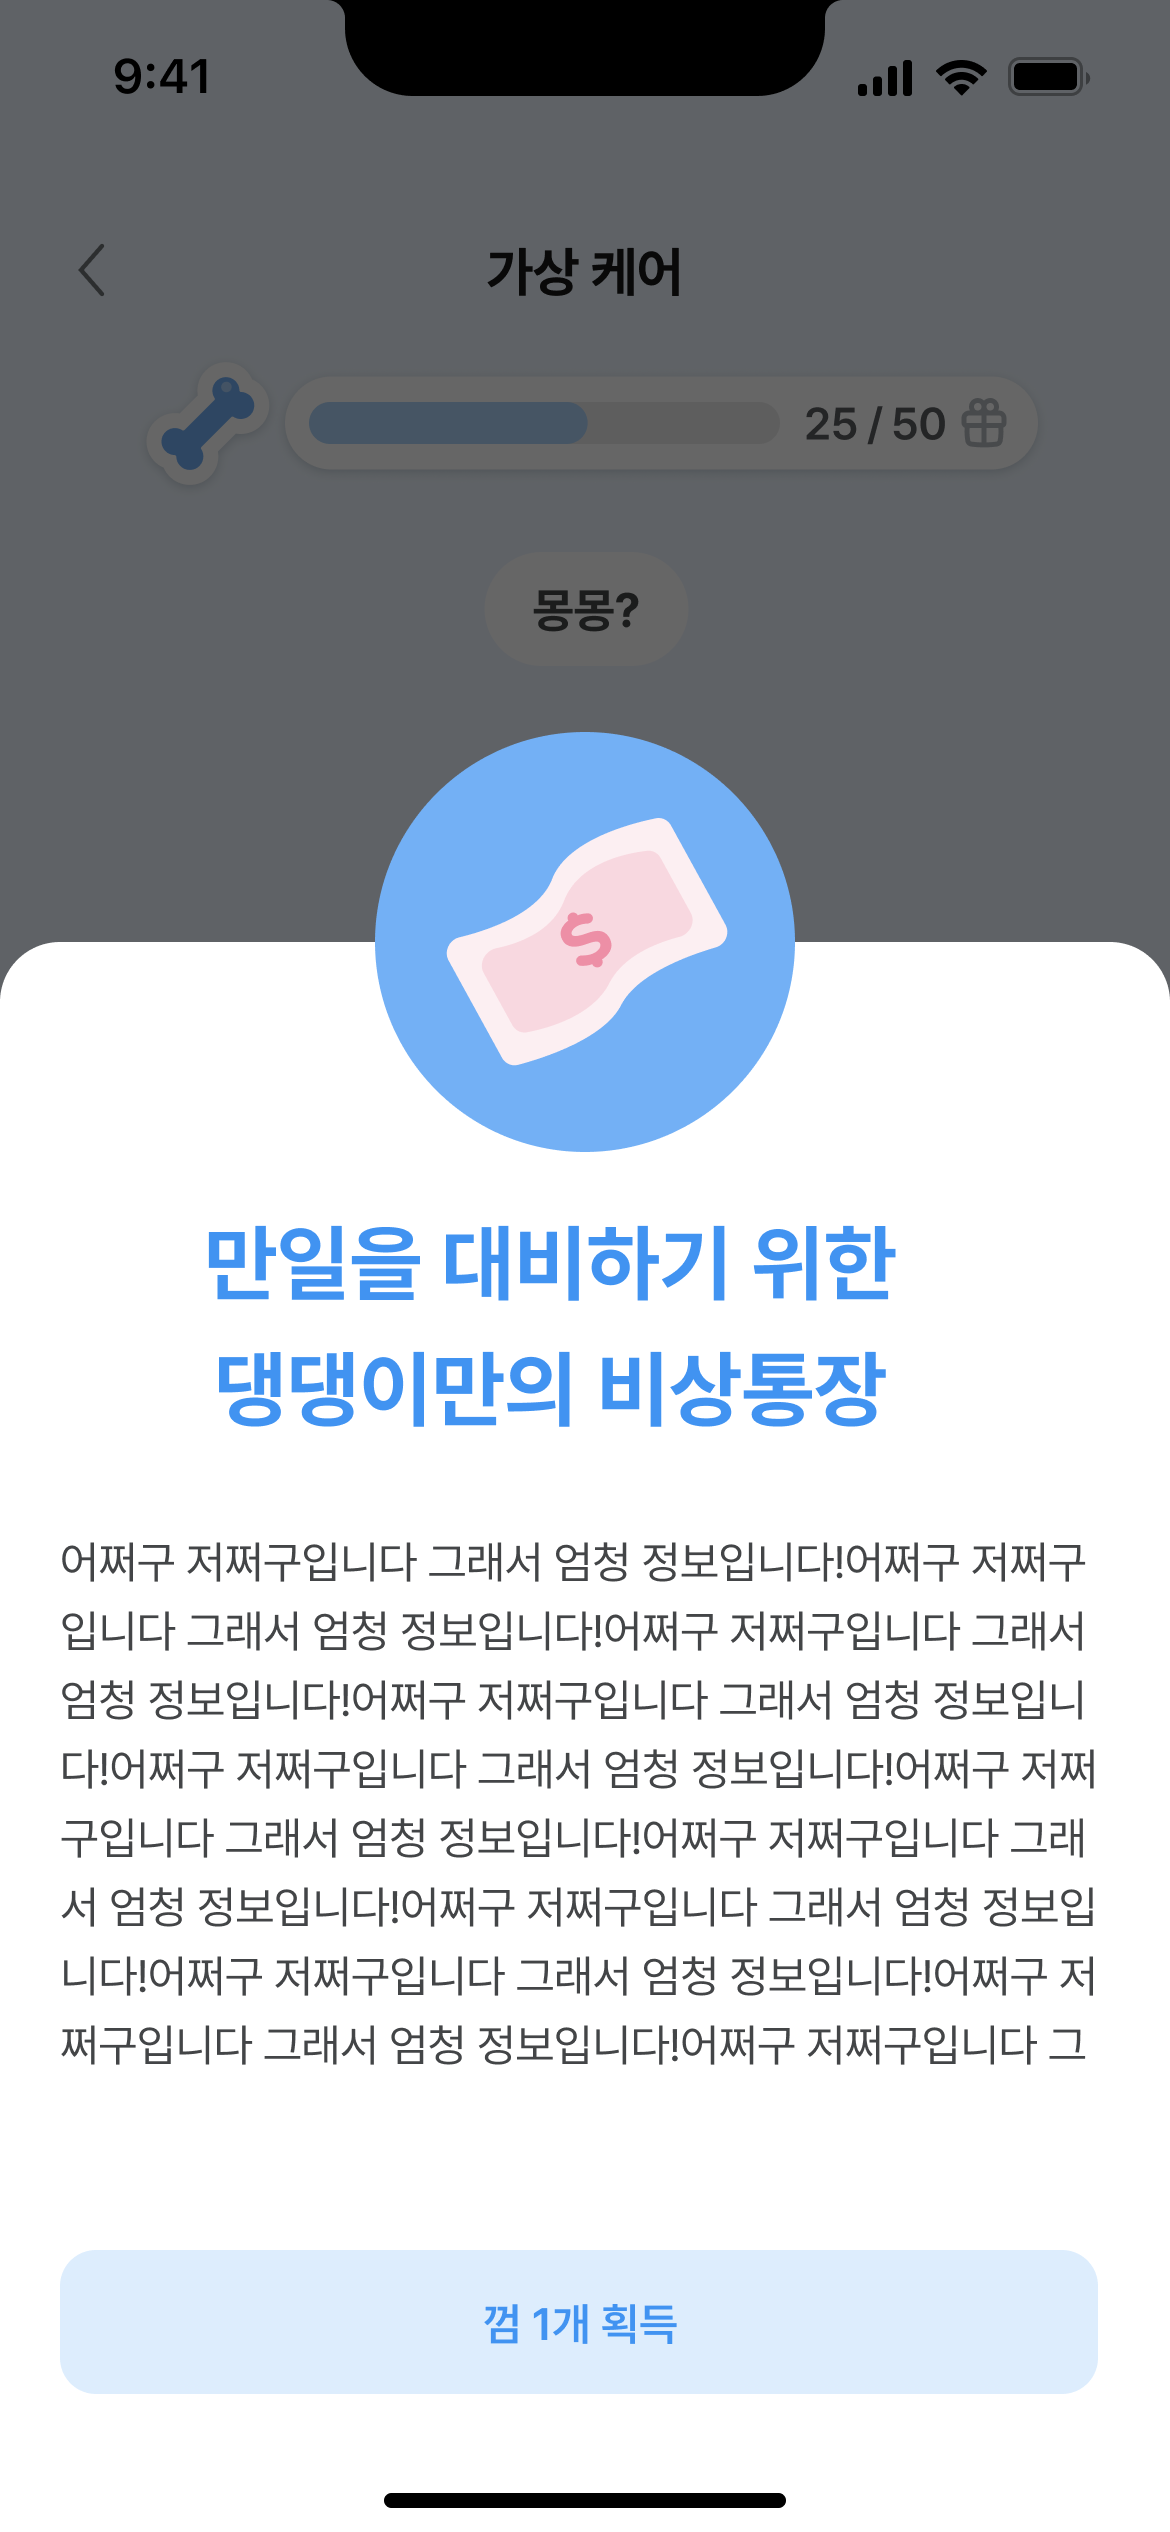 9:41
가상 케어
25 / 50
몽몽?
$
만일을 대비하기 위한
댕댕이만의 비상통장
어쩌구 저쩌구입니다 그래서 엄청 정보입니다!어쩌구 저쩌구
입니다 그래서 엄청 정보입니다!어쩌구 저쩌구입니다 그래서
엄청 정보입니다!어쩌구 저쩌구입니다 그래서 엄청 정보입니
다!어쩌구 저쩌구입니다 그래서 엄청 정보입니다!어쩌구 저쩌
구입니다 그래서 엄청 정보입니다!어쩌구 저쩌구입니다 그래
서 엄청 정보입니다!어쩌구 저쩌구입니다 그래서 엄청 정보입
니다!어쩌구 저쩌구입니다 그래서 엄청 정보입니다!어쩌구 저
쩌구입니다 그래서 엄청 정보입니다!어쩌구 저쩌구입니다 그
껌 1개 획득